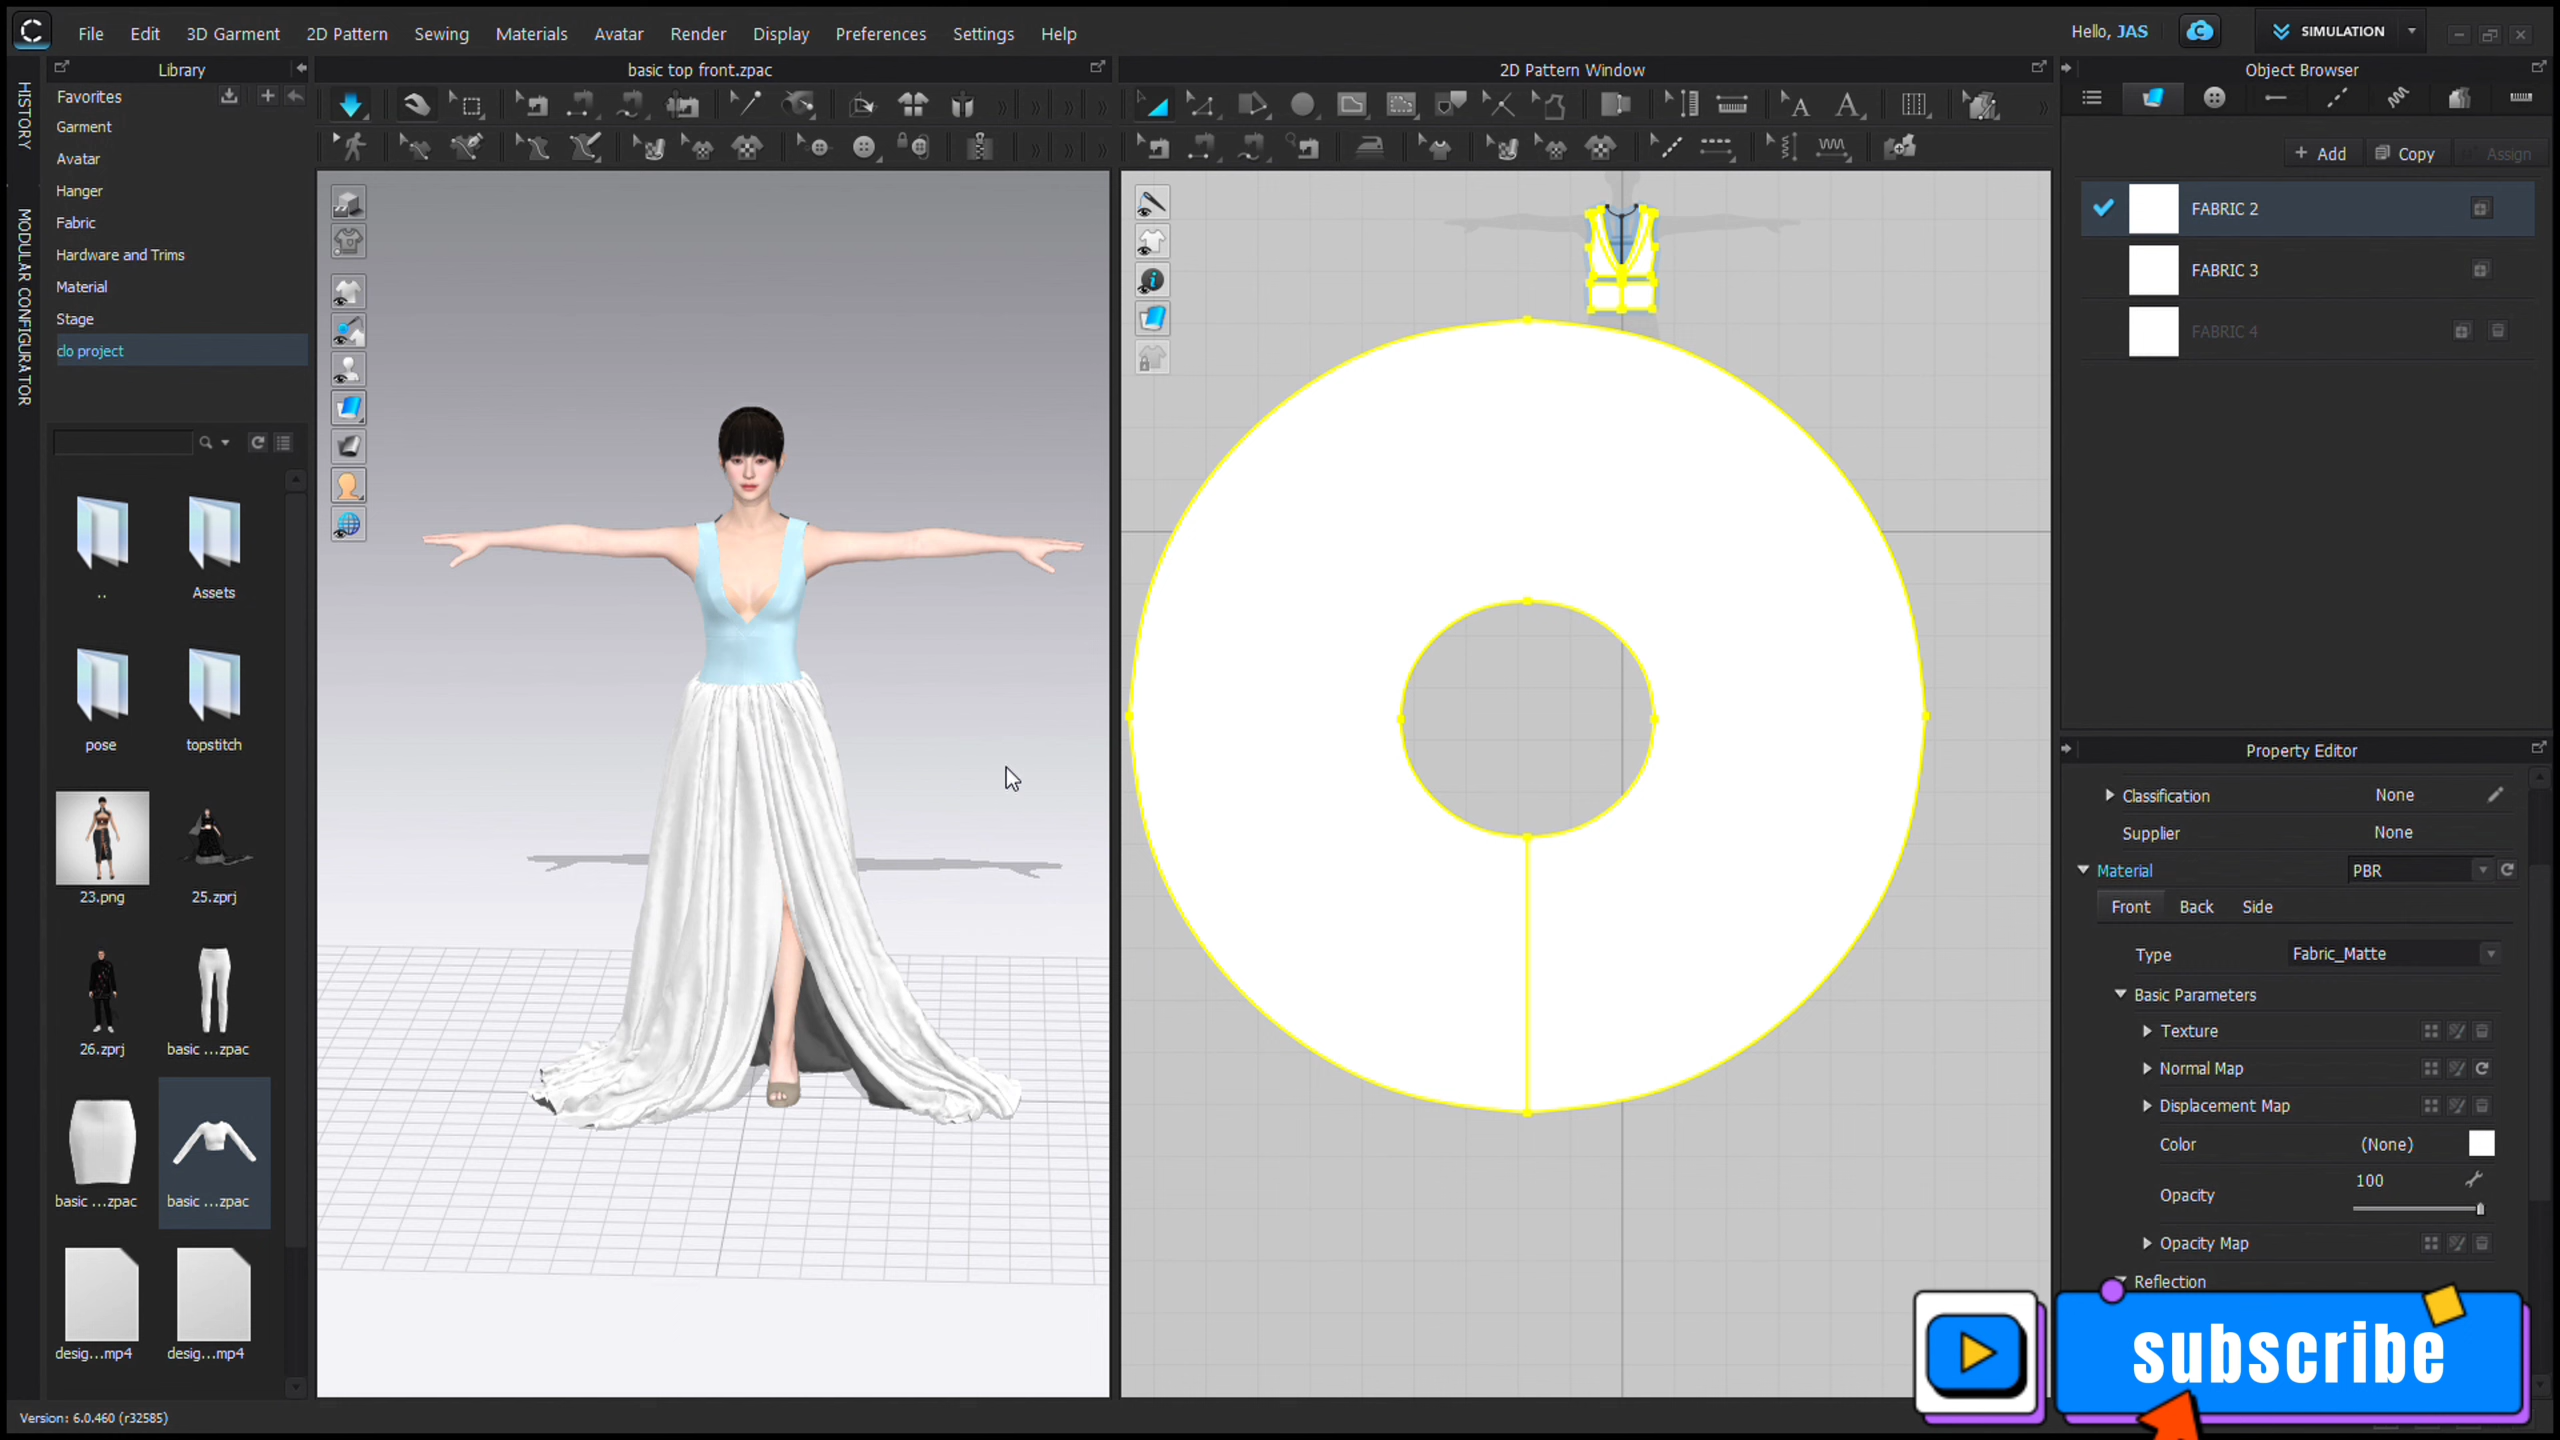 File Edit 3D Garment 2D Pattern Sewing Materials Avatar Render Display Preferences Settings Help
Hello, JAS
SIMULATION
Library
basic top front.zpac
2D Pattern Window
Object Browser
HISTORY
MODULAR CONFIGURATOR
Favorites
Garment
Avatar
Hanger
Fabric
Hardware and Trims
Material
Stage
clo project
..
Assets
pose
topstitch
23.png
25.zprj
26.zprj
basic ...zpac
basic ...zpac
basic ...zpac
desig...mp4
desig...mp4
Version: 6.0.460 (r32585)
+ Add
Copy
Assign
FABRIC 2
FABRIC 3
FABRIC 4
Property Editor
Classification None
Supplier None
Material PBR
Front Back Side
Type Fabric_Matte
Basic Parameters
Texture
Normal Map
Displacement Map
Color (None)
Opacity 100
Opacity Map
Reflection
subscribe